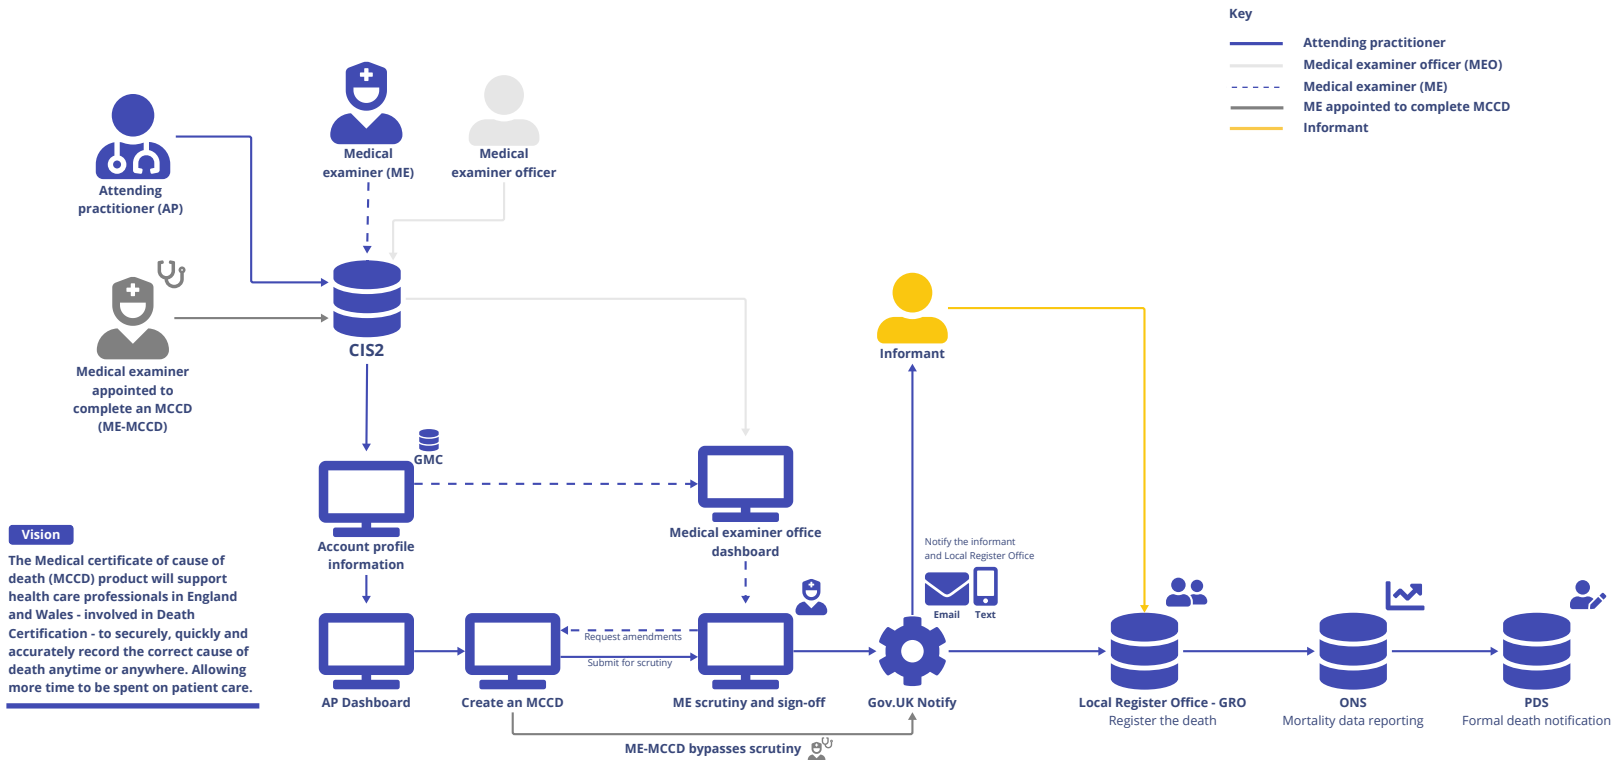 Key
Attending practitioner
Medical examiner officer (MEO)
Medical examiner (ME)
ME appointed to complete MCCD
Informant
Medical
examiner (ME)
Medical
examiner officer
Attending
practitioner (AP)
CIS2
Medical examiner
appointed to
complete an MCCD
(ME-MCCD)
Informant
GMC
Account profile
information
Medical examiner office
dashboard
Vision
The Medical certificate of cause of
death (MCCD) product will support
health care professionals in England
and Wales - involved in Death
Certification - to securely, quickly and
accurately record the correct cause of
death anytime or anywhere. Allowing
more time to be spent on patient care.
Notify the informant
and Local Register Office
Email
Text
Request amendments
Submit for scrutiny
AP Dashboard
Create an MCCD
ME scrutiny and sign-off
Gov.UK Notify
Local Register Office - GRO
Register the death
ONS
Mortality data reporting
PDS
Formal death notification
ME-MCCD bypasses scrutiny